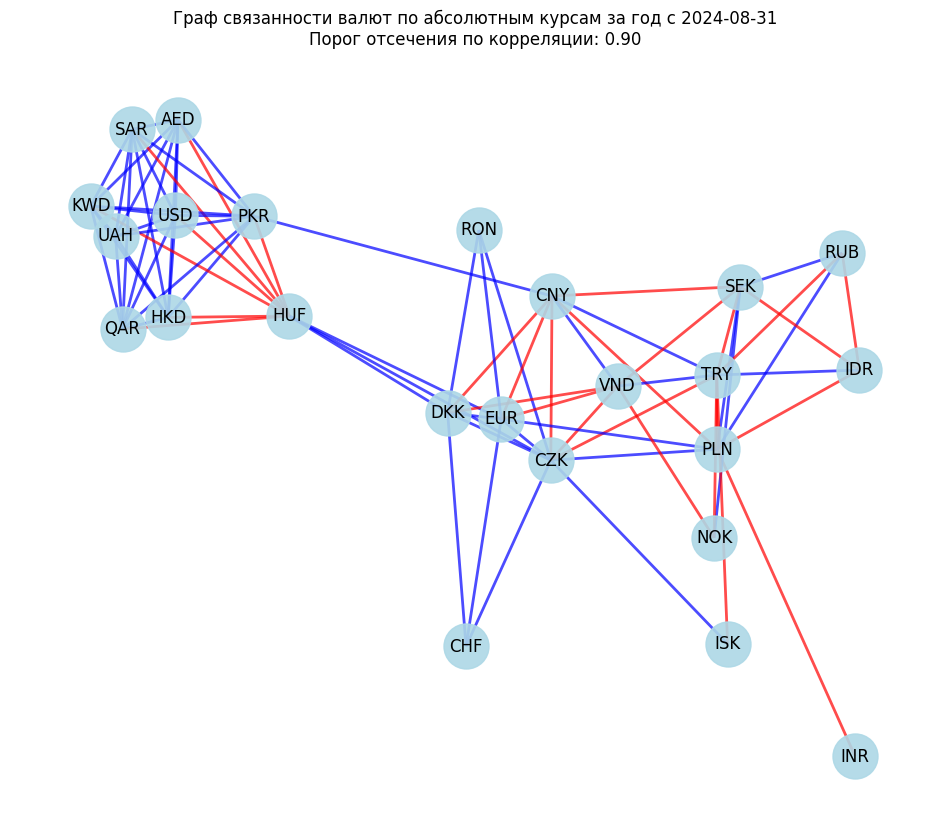 Граф связанности валют по абсолютным курсам за год с 2024-08-31
Порог отсечения по корреляции: 0.90
AED
SAR
KWD
USD
PKR
UAH
RON
RUB
SEK
CNY
HUF
HKD
QAR
IDR
TRY
VND
DKK
EUR
PLN
CZK
NOK
ISK
CHF
INR